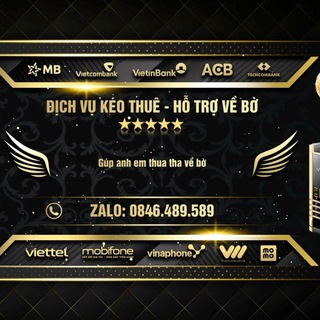 MB Vietcombank VietinBank ACB TECHCOMBANK
DỊCH VỤ KÉO THUÊ - HỖ TRỢ VỀ BỜ
Giúp anh em thua tha về bờ
ZALO: 0846.489.589
viettel mobifone vinaphone momo